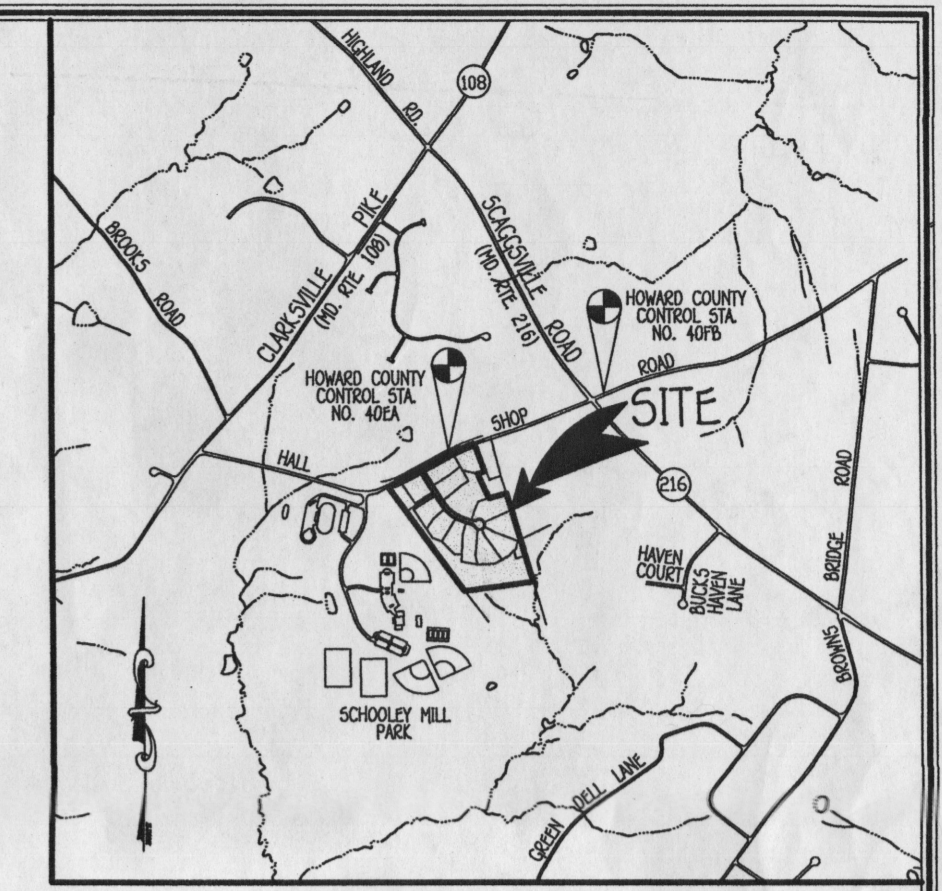 HIGHLAND RD.
108
BROOKS ROAD
CLARKSVILLE PIKE
(MD. RTE. 108)
SCAGGSVILLE ROAD
(MD. RTE 216)
HOWARD COUNTY
CONTROL STA.
NO. 40FB
HOWARD COUNTY
CONTROL STA.
NO. 40EA
HALL SHOP ROAD
SITE
216
HAVEN
COURT
BUCKS
HAVEN
LANE
BROWNS BRIDGE ROAD
SCHOOLEY MILL
PARK
GREEN DELL LANE